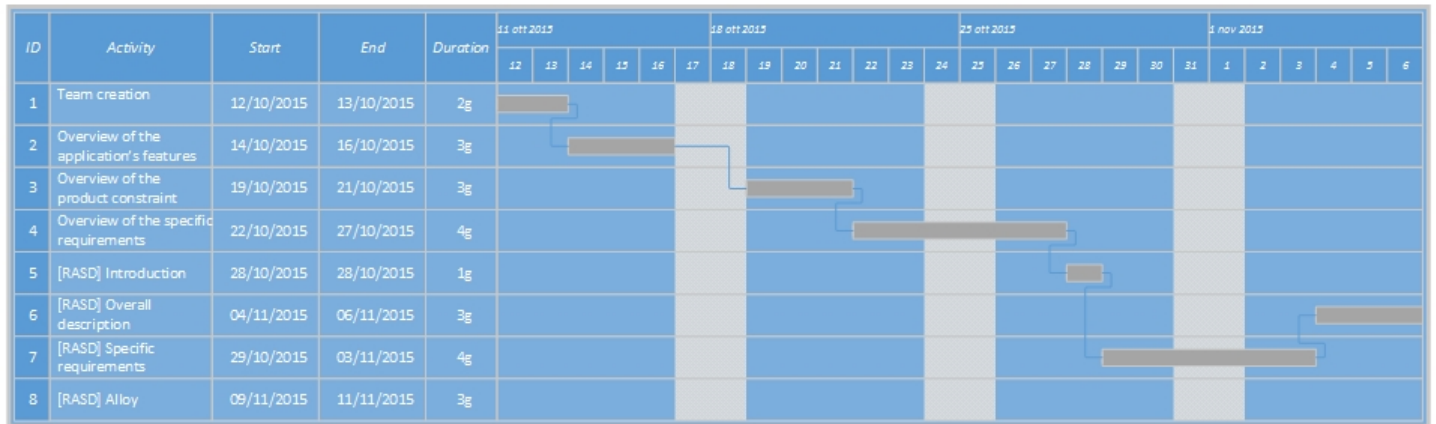 ID Activity Start End Duration 11 ott 2015 18 ott 2015 25 ott 2015 1 nov 2015
12 13 14 15 16 17 18 19 20 21 22 23 24 25 26 27 28 29 30 31 1 2 3 4 5 6
1 Team creation 12/10/2015 13/10/2015 2g
2 Overview of the
application's features 14/10/2015 16/10/2015 3g
3 Overview of the
product constraint 19/10/2015 21/10/2015 3g
4 Overview of the specific
requirements 22/10/2015 27/10/2015 4g
5 [RASD] Introduction 28/10/2015 28/10/2015 1g
6 [RASD] Overall
description 04/11/2015 06/11/2015 3g
7 [RASD] Specific
requirements 29/10/2015 03/11/2015 4g
8 [RASD] Alloy 09/11/2015 11/11/2015 3g